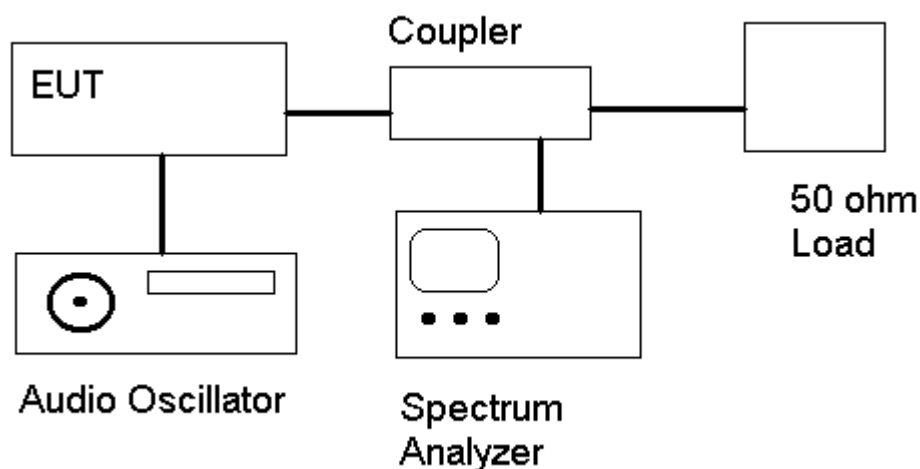 Coupler
EUT
50 ohm
Load
Audio Oscillator
Spectrum
Analyzer